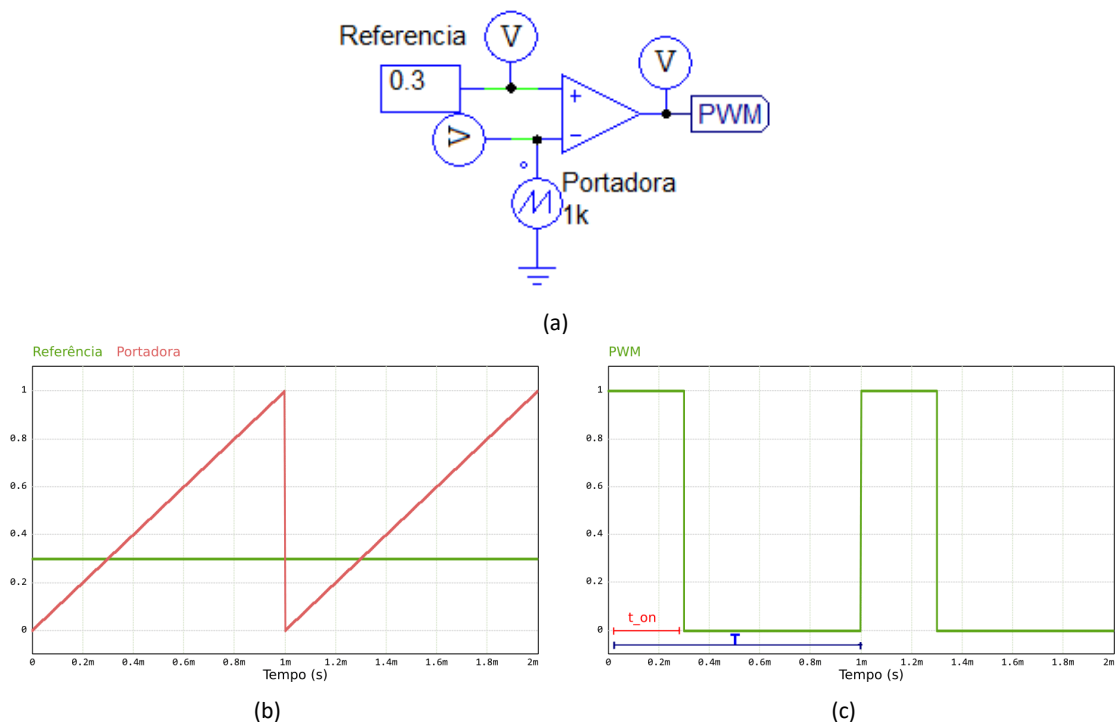 Referencia
V
V
0.3
+
PWM
V
−
Portadora
1k
(a)
Referência Portadora
1
0.8
0.6
0.4
0.2
0
0 0.2m 0.4m 0.6m 0.8m 1m 1.2m 1.4m 1.6m 1.8m 2m
Tempo (s)
(b)
PWM
1
0.8
0.6
0.4
0.2
0
t_on
T
0 0.2m 0.4m 0.6m 0.8m 1m 1.2m 1.4m 1.6m 1.8m 2m
Tempo (s)
(c)